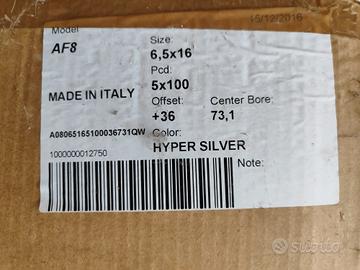 15/12/2016
Model
Size:
AF8
6,5x16
Pcd:
5x100
MADE IN ITALY
Offset:
Center Bore:
+36
73,1
A08065165100036731QW
Color:
HYPER SILVER
1000000012750
Note:
subito